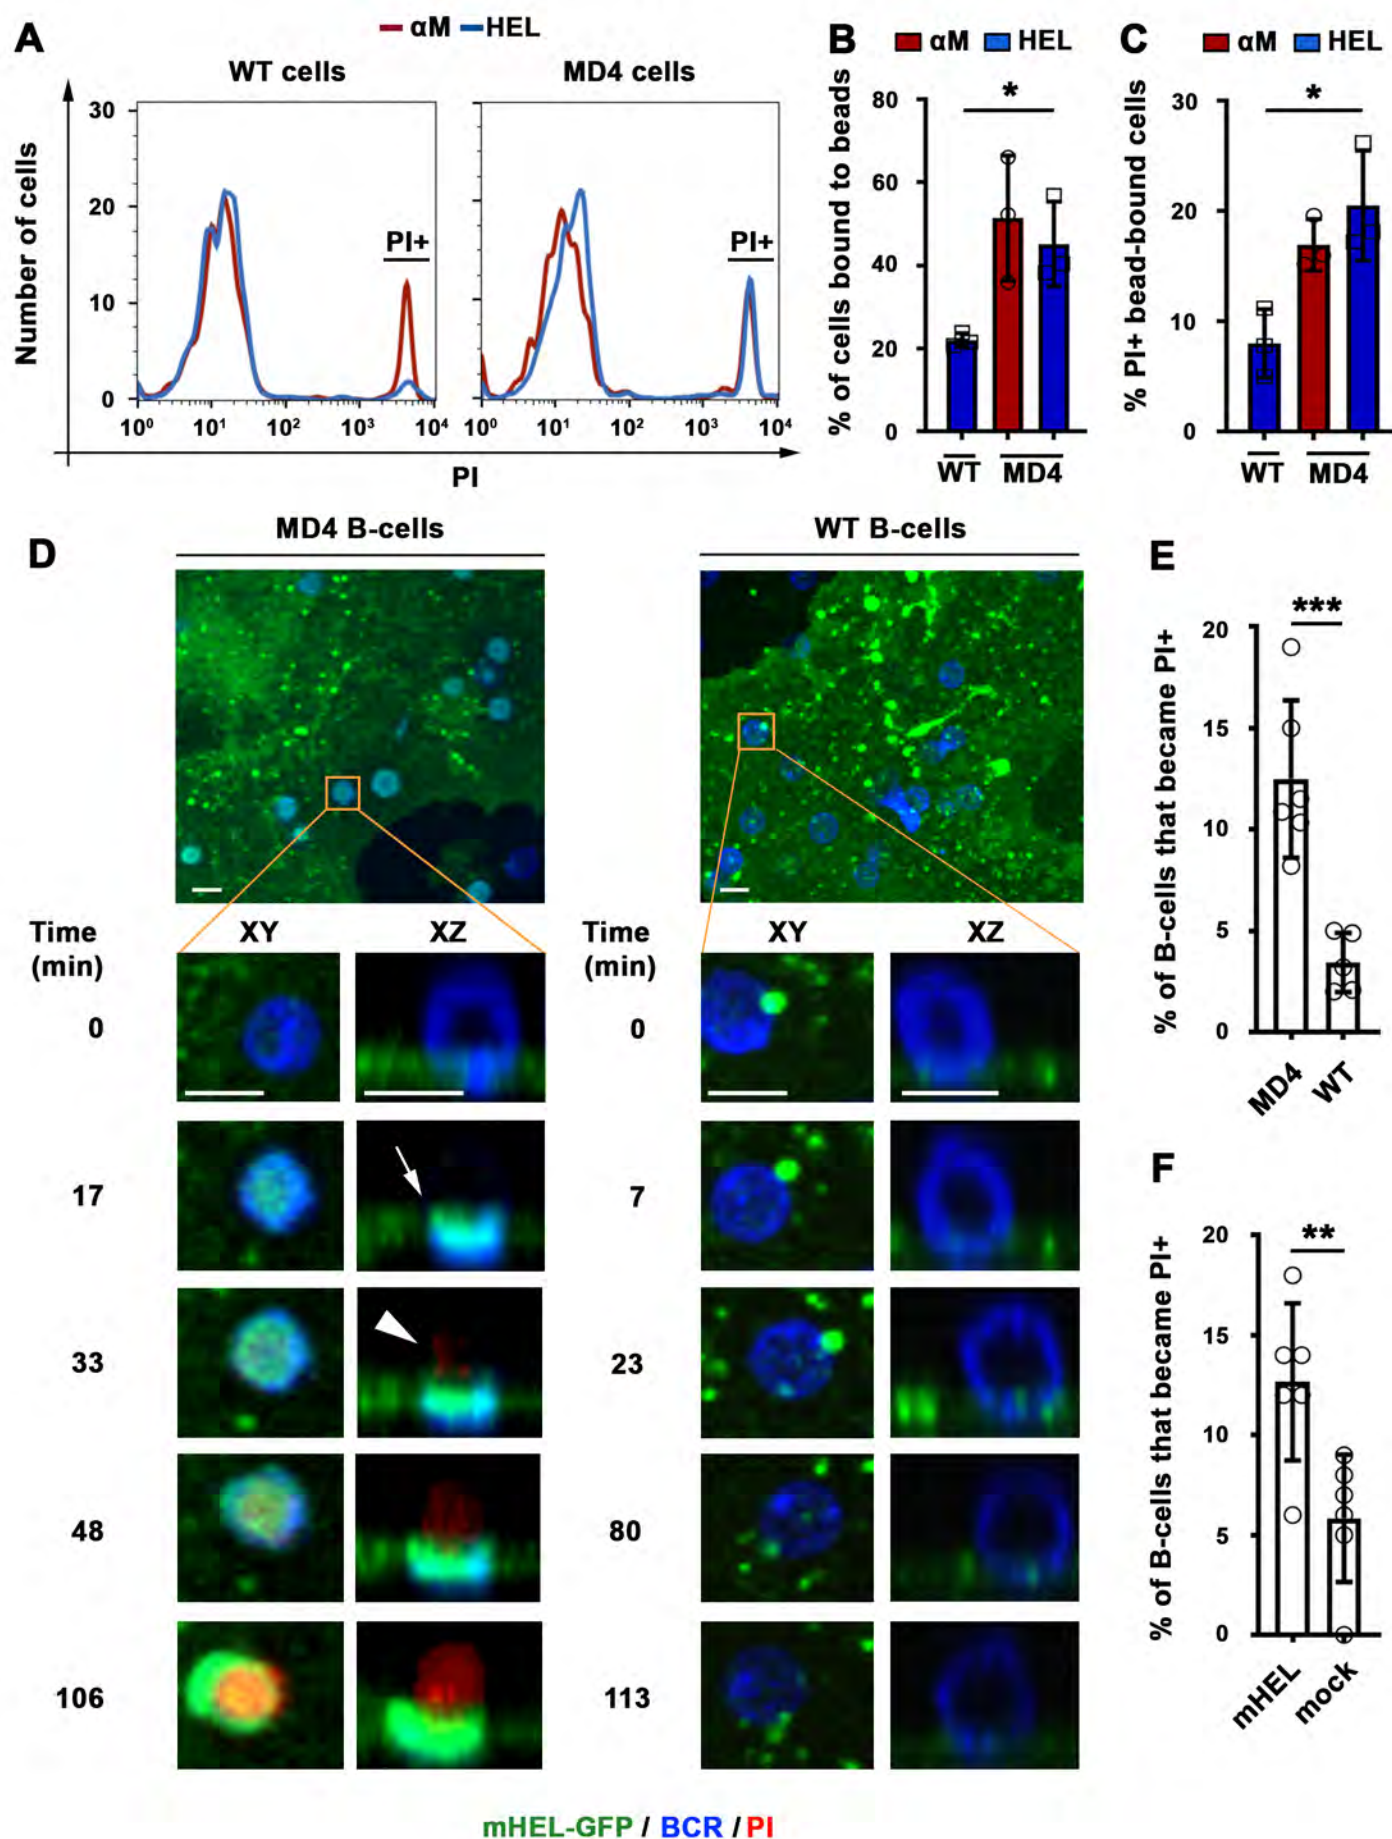 A
αM HEL
WT cells
MD4 cells
Number of cells
30
20
10
0
PI+
PI+
10⁰ 10¹ 10² 10³ 10⁴
10⁰ 10¹ 10² 10³ 10⁴
PI
B
αM HEL
% of cells bound to beads
80
60
40
20
0
*
WT MD4
C
αM HEL
% PI+ bead-bound cells
30
20
10
0
*
WT MD4
D
MD4 B-cells
WT B-cells
Time
(min)
XY XZ
0
17
33
48
106
Time
(min)
XY XZ
0
7
23
80
113
mHEL-GFP / BCR / PI
E
% of B-cells that became PI+
20
15
10
5
0
***
MD4 WT
F
% of B-cells that became PI+
20
15
10
5
0
**
mHEL mock